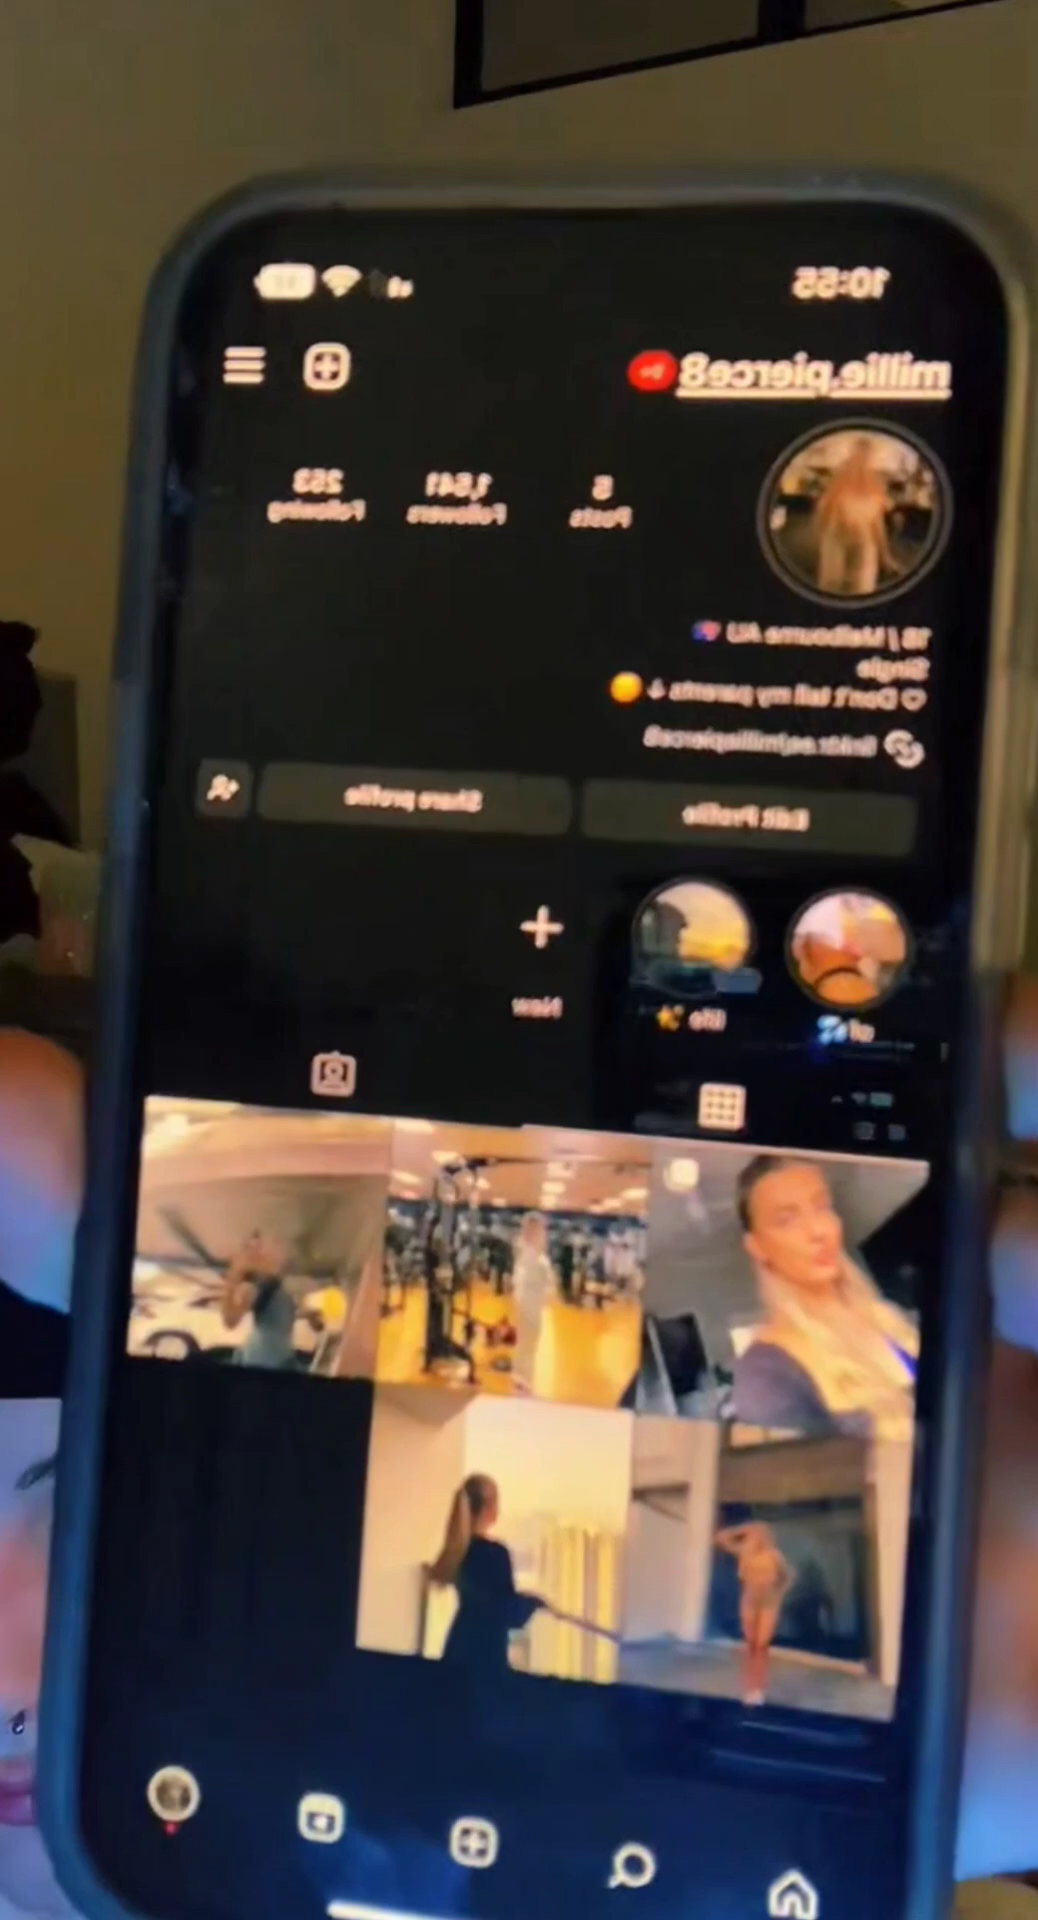 10:55
millie.pierce8
5 1,541 253
Posts Followers Following
18 | Melbourne AU
Single
♡ Don't tell my parents ↓
Edit Profile Share profile
life New